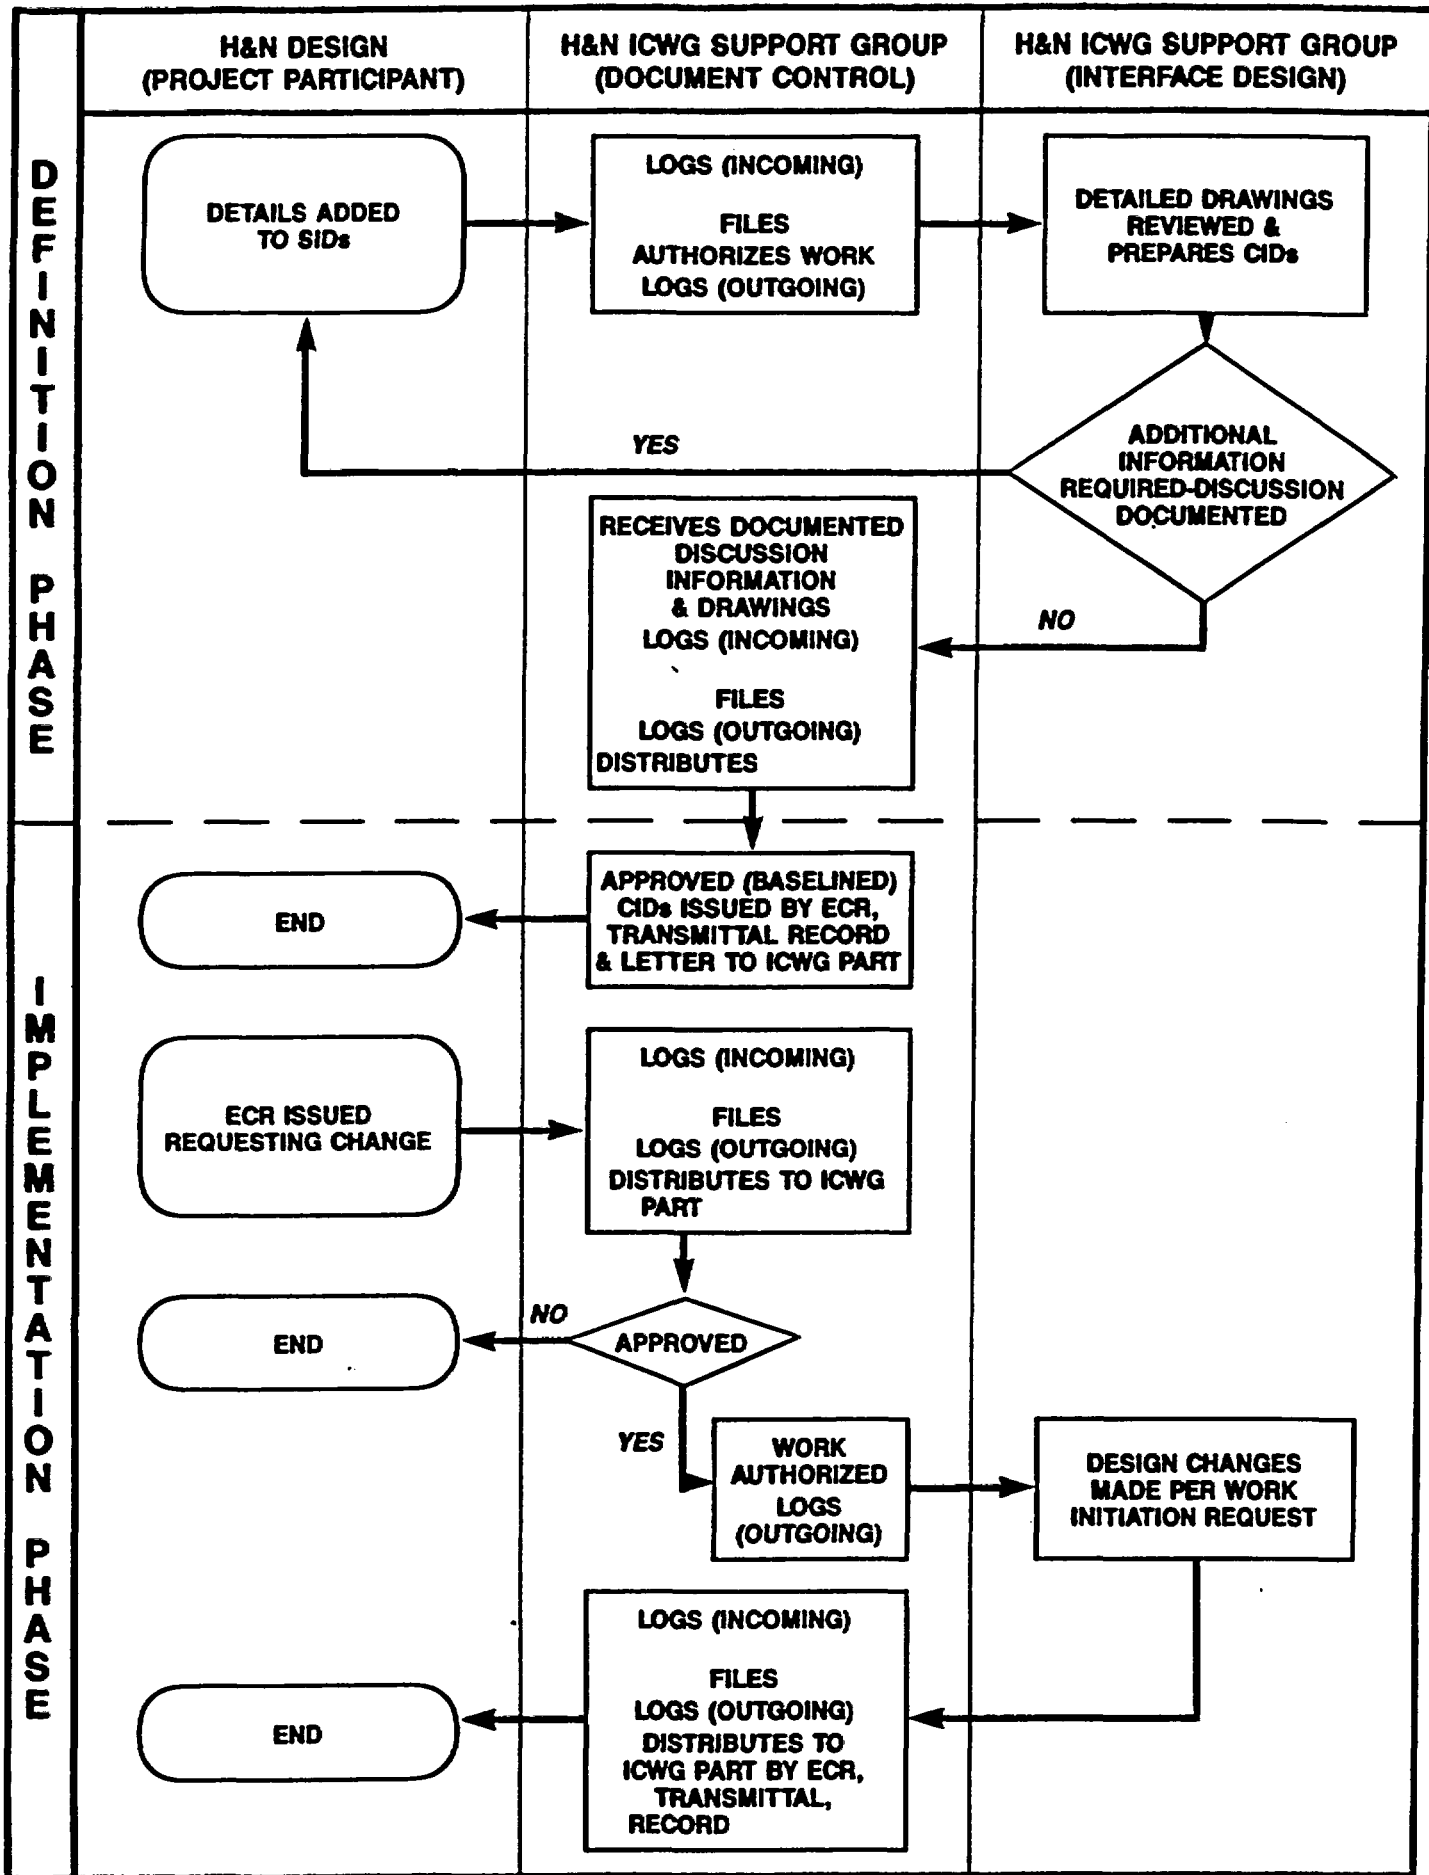 H&N DESIGN
(PROJECT PARTICIPANT)
H&N ICWG SUPPORT GROUP
(DOCUMENT CONTROL)
H&N ICWG SUPPORT GROUP
(INTERFACE DESIGN)
DEFINITION PHASE
DETAILS ADDED
TO SIDs
LOGS (INCOMING)
FILES
AUTHORIZES WORK
LOGS (OUTGOING)
DETAILED DRAWINGS
REVIEWED &
PREPARES CIDs
ADDITIONAL
INFORMATION
REQUIRED-DISCUSSION
DOCUMENTED
YES
NO
RECEIVES DOCUMENTED
DISCUSSION
INFORMATION
& DRAWINGS
LOGS (INCOMING)
FILES
LOGS (OUTGOING)
DISTRIBUTES
IMPLEMENTATION PHASE
APPROVED (BASELINED)
CIDs ISSUED BY ECR,
TRANSMITTAL RECORD
& LETTER TO ICWG PART
END
ECR ISSUED
REQUESTING CHANGE
LOGS (INCOMING)
FILES
LOGS (OUTGOING)
DISTRIBUTES TO ICWG
PART
APPROVED
NO
END
YES
WORK
AUTHORIZED
LOGS
(OUTGOING)
DESIGN CHANGES
MADE PER WORK
INITIATION REQUEST
LOGS (INCOMING)
FILES
LOGS (OUTGOING)
DISTRIBUTES TO
ICWG PART BY ECR,
TRANSMITTAL,
RECORD
END